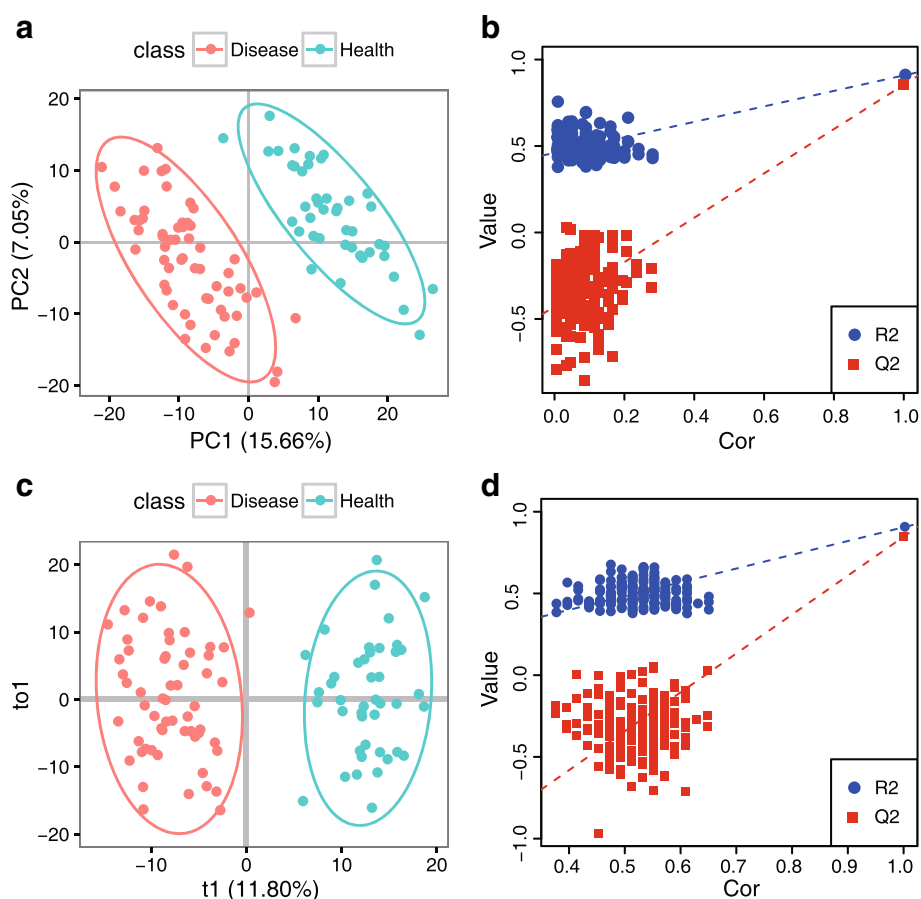 a
class Disease Health
20
10
0
−10
−20
PC2 (7.05%)
−20 −10 0 10 20
PC1 (15.66%)
b
1.0
0.5
0.0
−0.5
Value
R2
Q2
0.0 0.2 0.4 0.6 0.8 1.0
Cor
c
class Disease Health
20
10
0
−10
−20
to1
−10 0 10 20
t1 (11.80%)
d
1.0
0.5
0.0
−0.5
−1.0
Value
R2
Q2
0.4 0.5 0.6 0.7 0.8 0.9 1.0
Cor